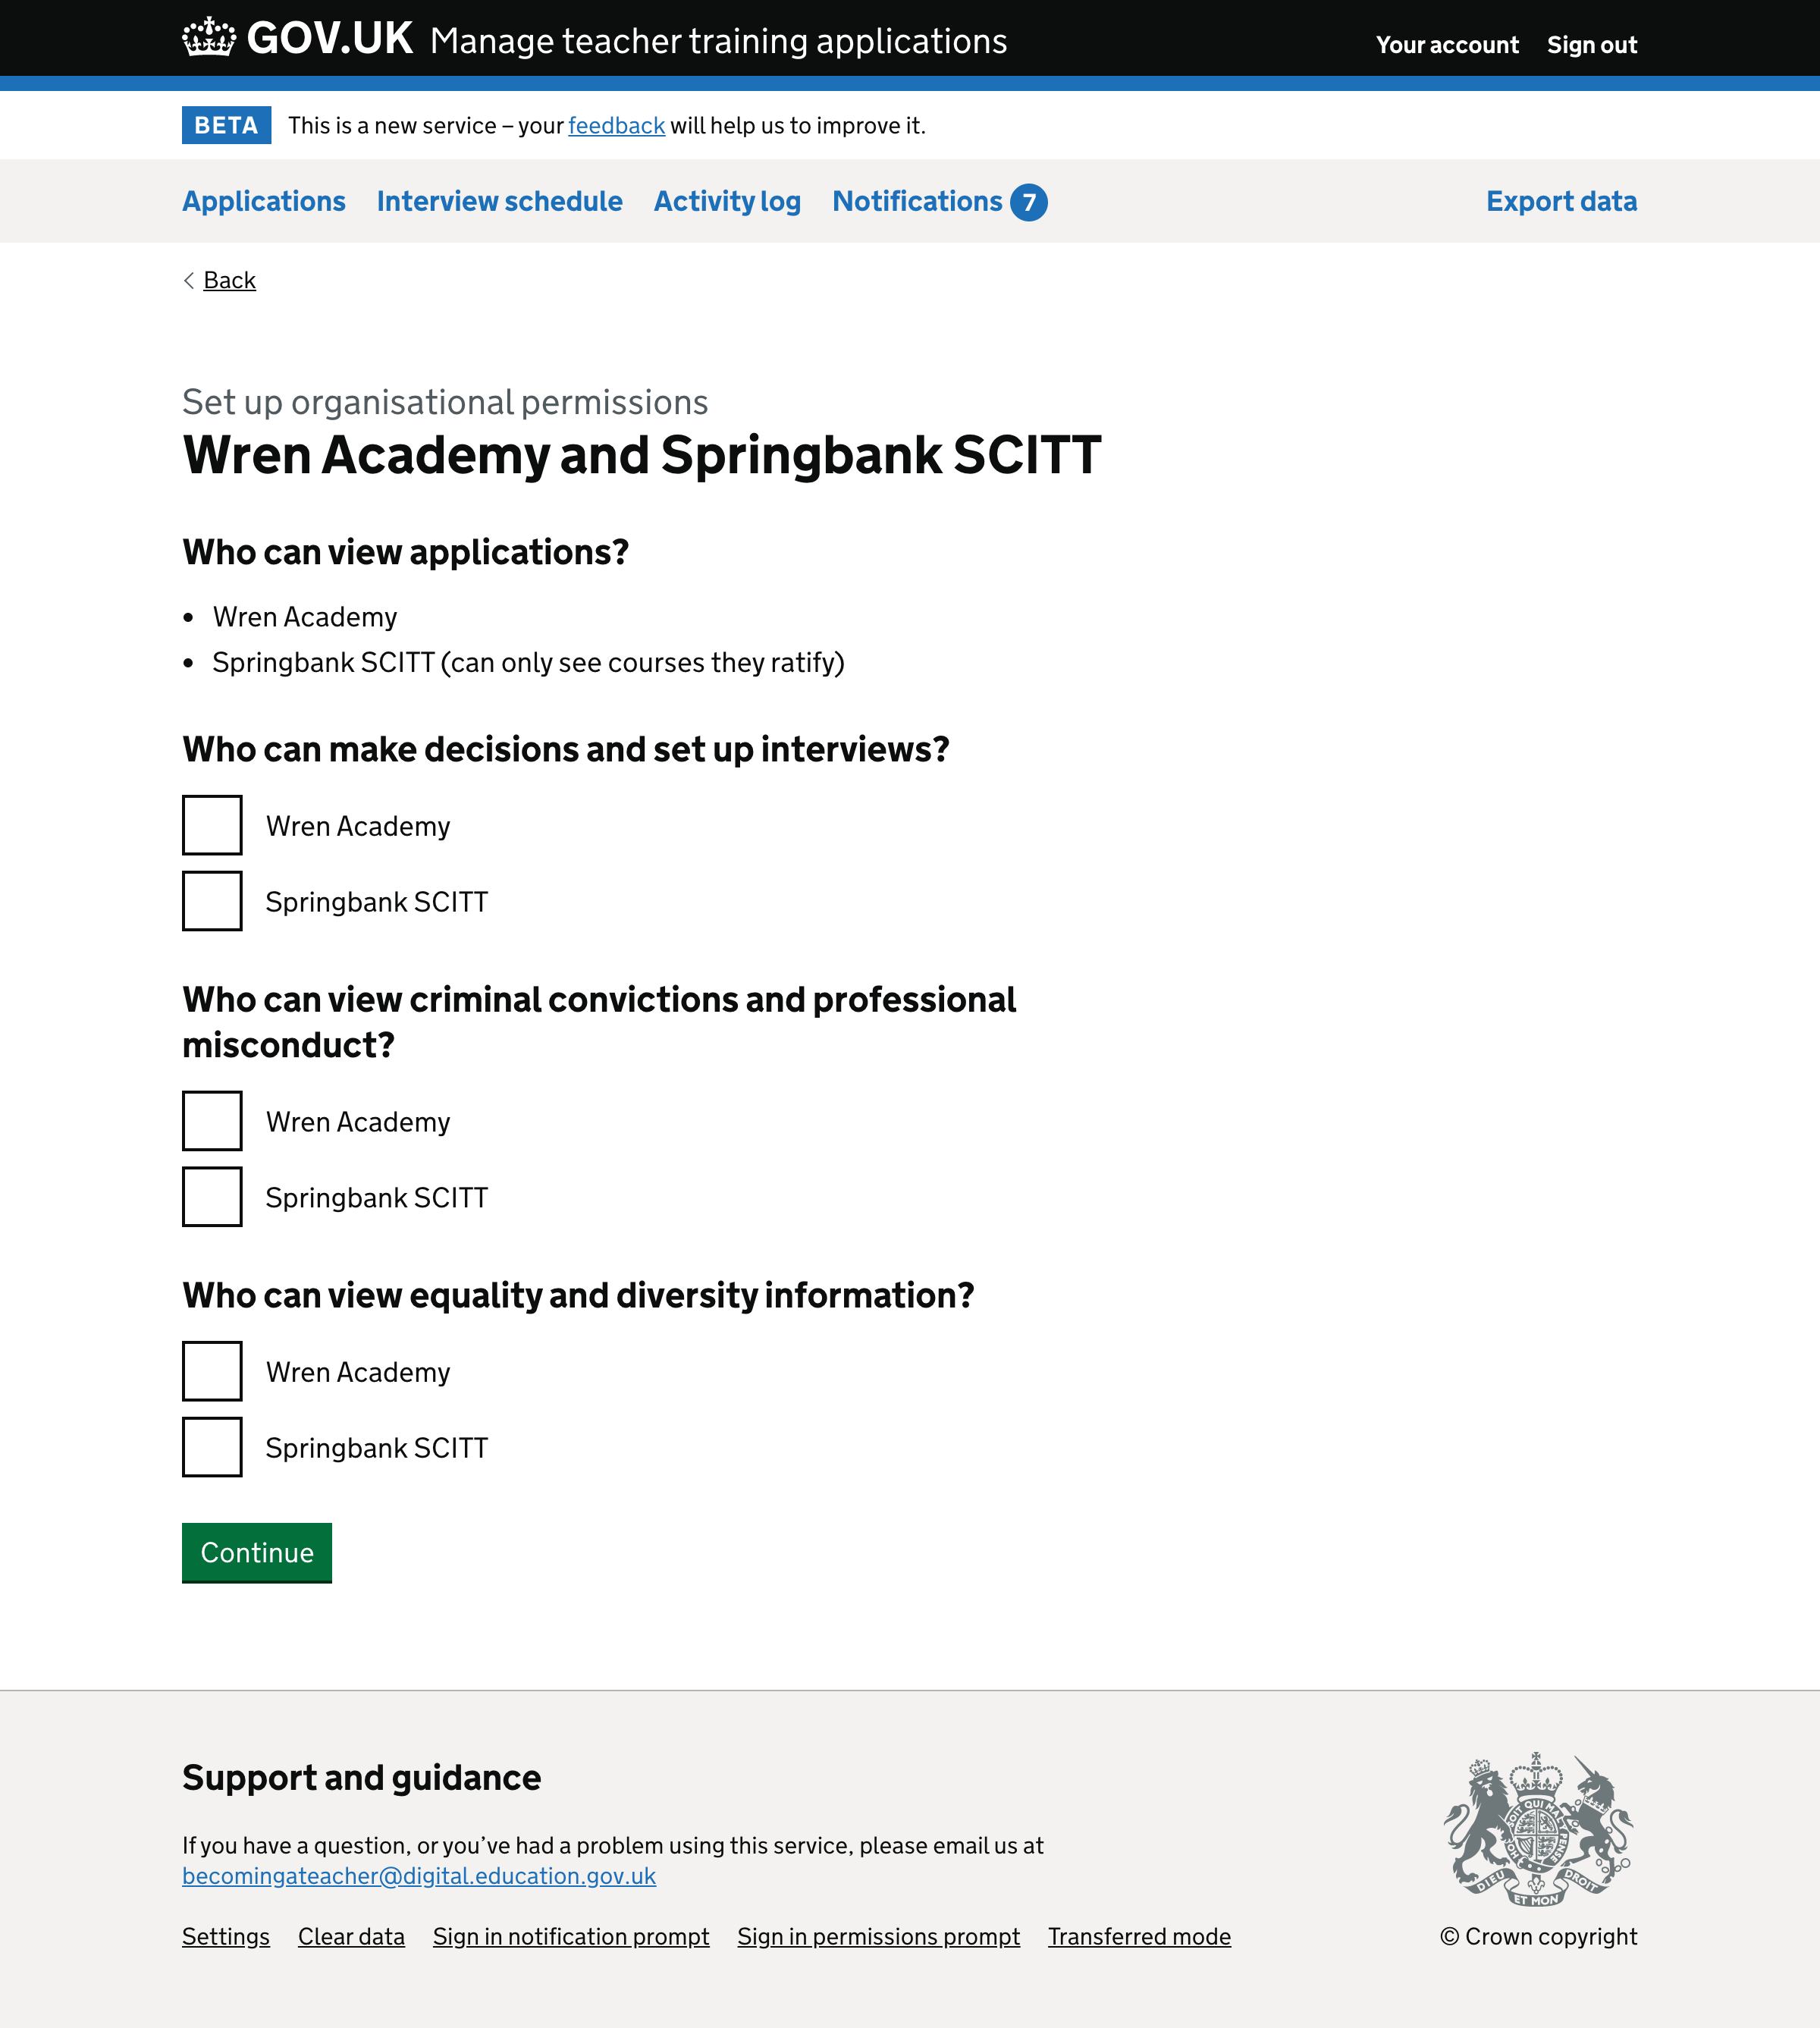 GOV.UK Manage teacher training applications
Your account Sign out
BETA This is a new service – your feedback will help us to improve it.
Applications Interview schedule Activity log Notifications 7 Export data
Back
Set up organisational permissions
Wren Academy and Springbank SCITT
Who can view applications?
• Wren Academy
• Springbank SCITT (can only see courses they ratify)
Who can make decisions and set up interviews?
Wren Academy
Springbank SCITT
Who can view criminal convictions and professional
misconduct?
Wren Academy
Springbank SCITT
Who can view equality and diversity information?
Wren Academy
Springbank SCITT
Continue
Support and guidance
If you have a question, or you’ve had a problem using this service, please email us at
becomingateacher@digital.education.gov.uk
Settings Clear data Sign in notification prompt Sign in permissions prompt Transferred mode
DIEU ET MON DROIT
© Crown copyright